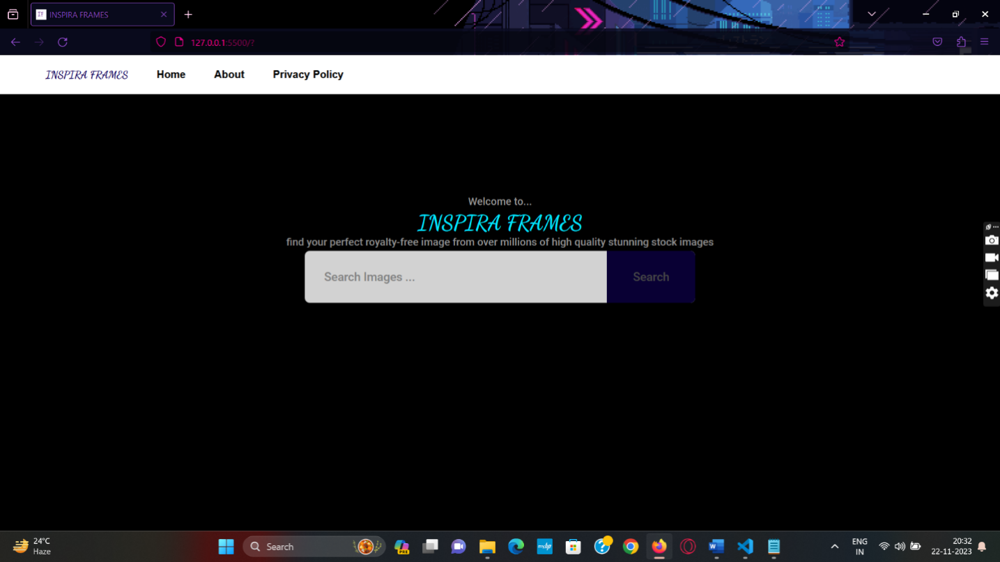 IF INSPIRA FRAMES
127.0.0.1:5500/?
INSPIRA FRAMES Home About Privacy Policy
Welcome to...
INSPIRA FRAMES
find your perfect royalty-free image from over millions of high quality stunning stock images
Search Images ... Search
24°C
Haze
Search
PRE
ENG
IN
20:32
22-11-2023